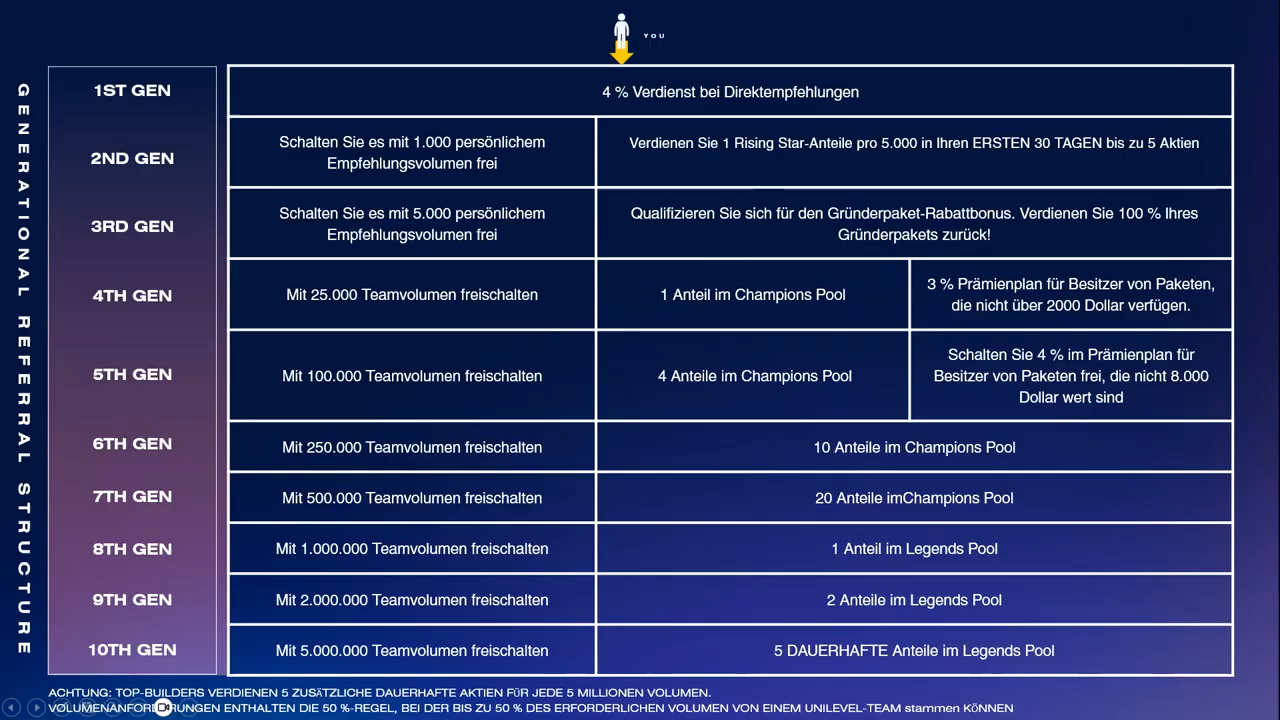 YOU
GENERATIONAL REFERRAL STRUCTURE
1ST GEN
4 % Verdienst bei Direktempfehlungen
2ND GEN
Schalten Sie es mit 1.000 persönlichem
Empfehlungsvolumen frei
Verdienen Sie 1 Rising Star-Anteile pro 5.000 in Ihren ERSTEN 30 TAGEN bis zu 5 Aktien
3RD GEN
Schalten Sie es mit 5.000 persönlichem
Empfehlungsvolumen frei
Qualifizieren Sie sich für den Gründerpaket-Rabattbonus. Verdienen Sie 100 % Ihres
Gründerpakets zurück!
4TH GEN
Mit 25.000 Teamvolumen freischalten
1 Anteil im Champions Pool
3 % Prämienplan für Besitzer von Paketen,
die nicht über 2000 Dollar verfügen.
5TH GEN
Mit 100.000 Teamvolumen freischalten
4 Anteile im Champions Pool
Schalten Sie 4 % im Prämienplan für
Besitzer von Paketen frei, die nicht 8.000
Dollar wert sind
6TH GEN
Mit 250.000 Teamvolumen freischalten
10 Anteile im Champions Pool
7TH GEN
Mit 500.000 Teamvolumen freischalten
20 Anteile imChampions Pool
8TH GEN
Mit 1.000.000 Teamvolumen freischalten
1 Anteil im Legends Pool
9TH GEN
Mit 2.000.000 Teamvolumen freischalten
2 Anteile im Legends Pool
10TH GEN
Mit 5.000.000 Teamvolumen freischalten
5 DAUERHAFTE Anteile im Legends Pool
ACHTUNG: TOP-BUILDERS VERDIENEN 5 ZUSÄTZLICHE DAUERHAFTE AKTIEN FÜR JEDE 5 MILLIONEN VOLUMEN.
VOLUMENANFORDERUNGEN ENTHALTEN DIE 50 %-REGEL, BEI DER BIS ZU 50 % DES ERFORDERLICHEN VOLUMEN VON EINEM UNILEVEL-TEAM stammen KÖNNEN